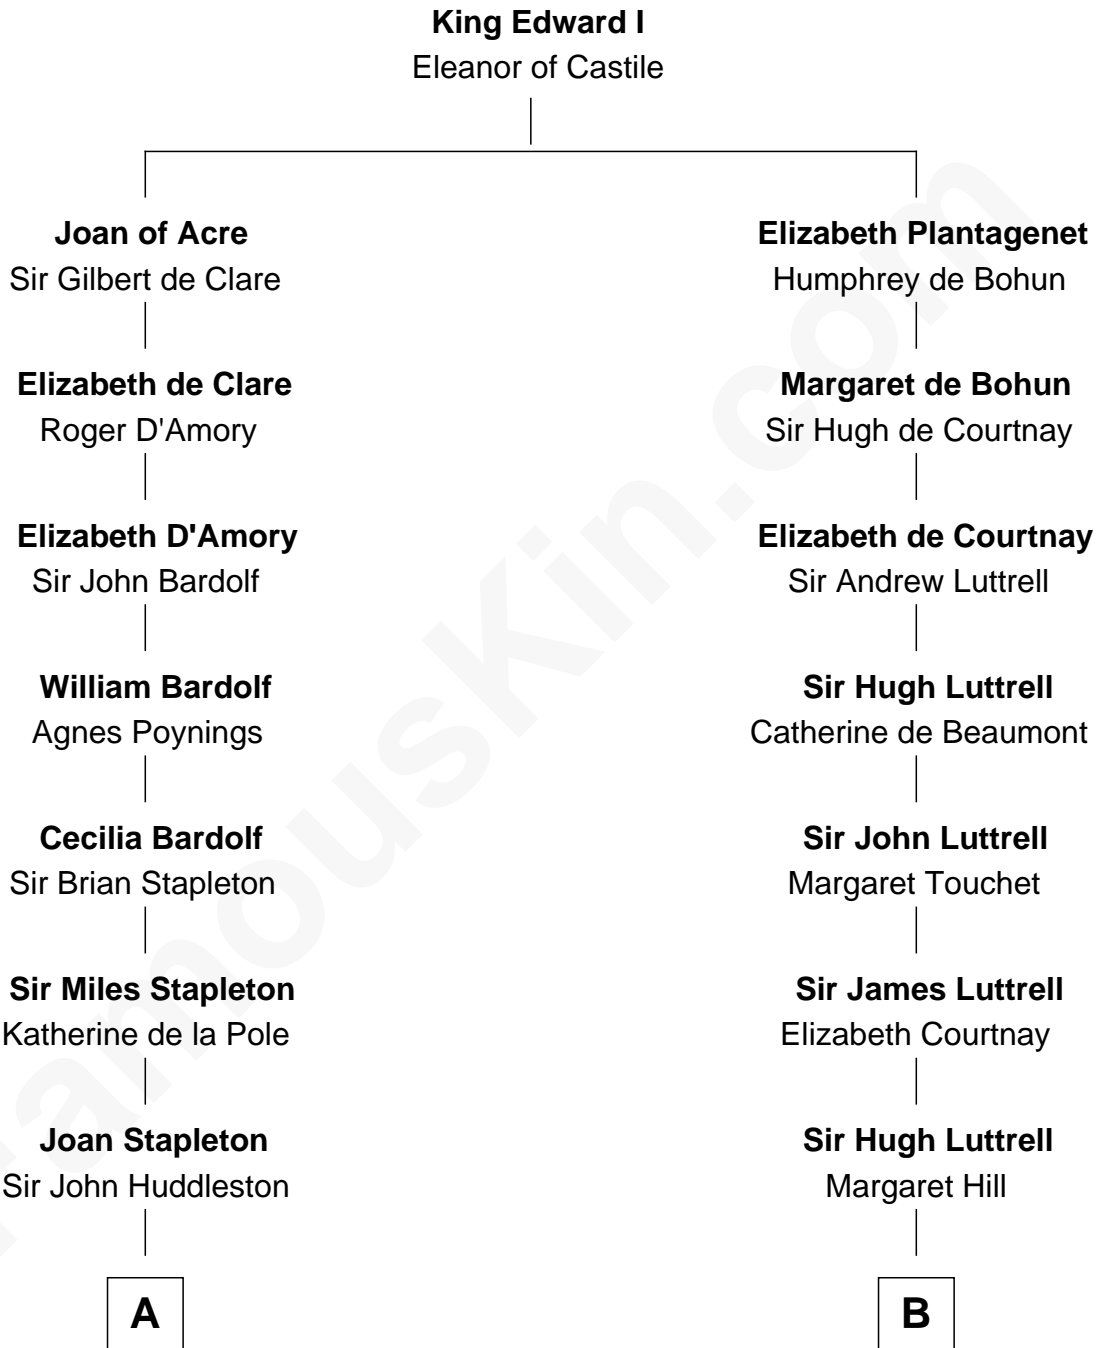 King Edward I
Eleanor of Castile
Joan of Acre
Sir Gilbert de Clare
Elizabeth de Clare
Roger D'Amory
Elizabeth D'Amory
Sir John Bardolf
William Bardolf
Agnes Poynings
Cecilia Bardolf
Sir Brian Stapleton
Sir Miles Stapleton
Katherine de la Pole
Joan Stapleton
Sir John Huddleston
A
Elizabeth Plantagenet
Humphrey de Bohun
Margaret de Bohun
Sir Hugh de Courtnay
Elizabeth de Courtnay
Sir Andrew Luttrell
Sir Hugh Luttrell
Catherine de Beaumont
Sir John Luttrell
Margaret Touchet
Sir James Luttrell
Elizabeth Courtnay
Sir Hugh Luttrell
Margaret Hill
B
FamousKin.com